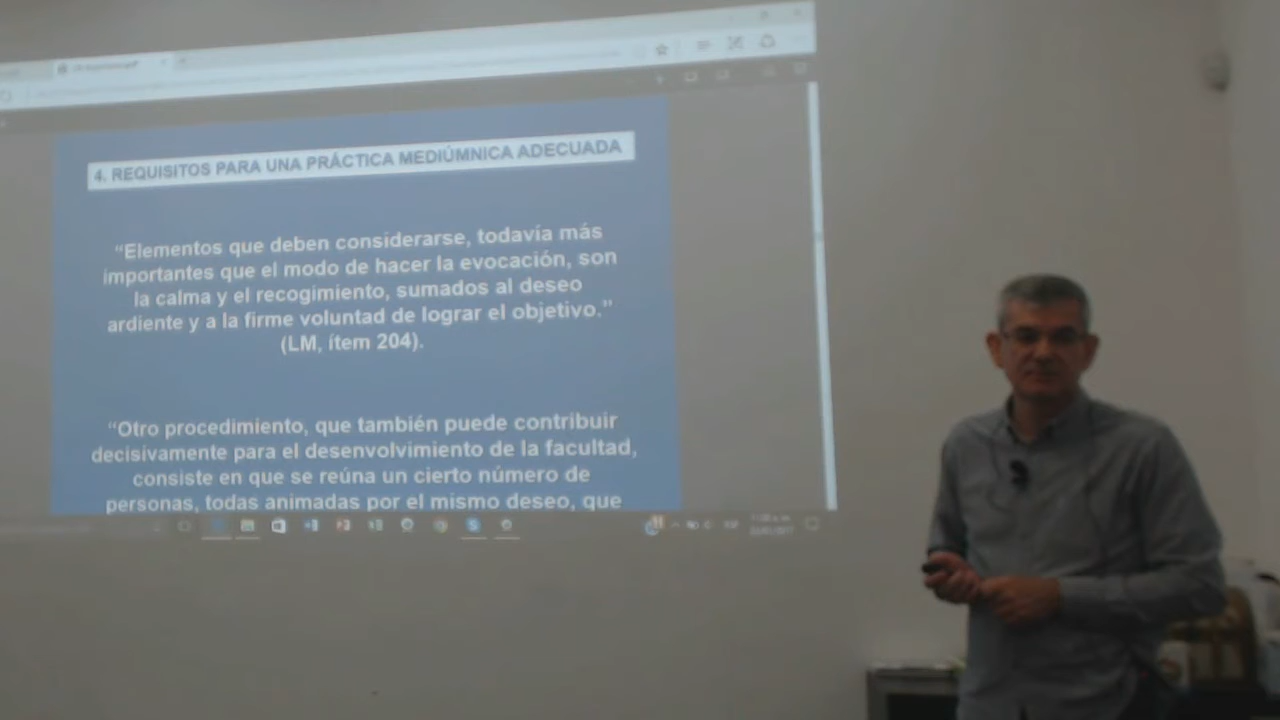 4. REQUISITOS PARA UNA PRÁCTICA MEDIÚMNICA ADECUADA
“Elementos que deben considerarse, todavía más
importantes que el modo de hacer la evocación, son
la calma y el recogimiento, sumados al deseo
ardiente y a la firme voluntad de lograr el objetivo.”
(LM, ítem 204).
“Otro procedimiento, que también puede contribuir
decisivamente para el desenvolvimiento de la facultad,
consiste en que se reúna un cierto número de
personas, todas animadas por el mismo deseo, que